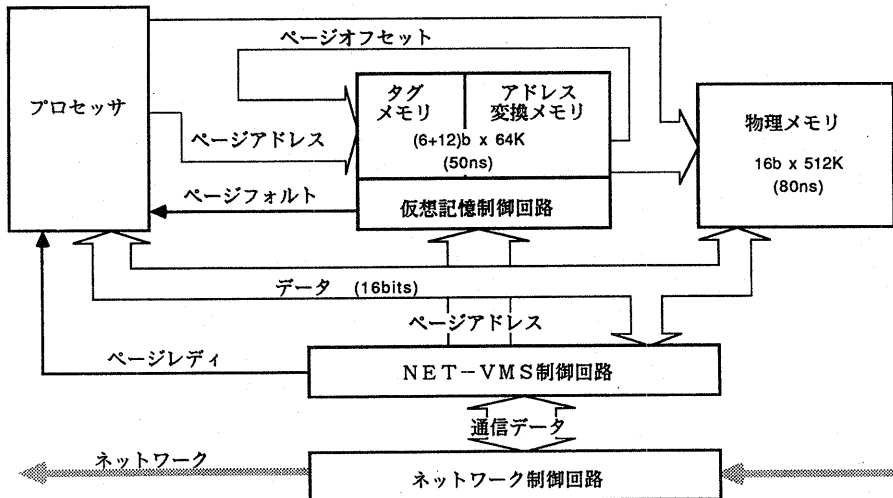 ページオフセット
プロセッサ
タグ
メモリ
アドレス
変換メモリ
(6+12)b x 64K
(50ns)
物理メモリ
16b x 512K
(80ns)
ページアドレス
ページフォルト
仮想記憶制御回路
データ (16bits)
ページアドレス
ページレディ
NET-VMS制御回路
通信データ
ネットワーク
ネットワーク制御回路